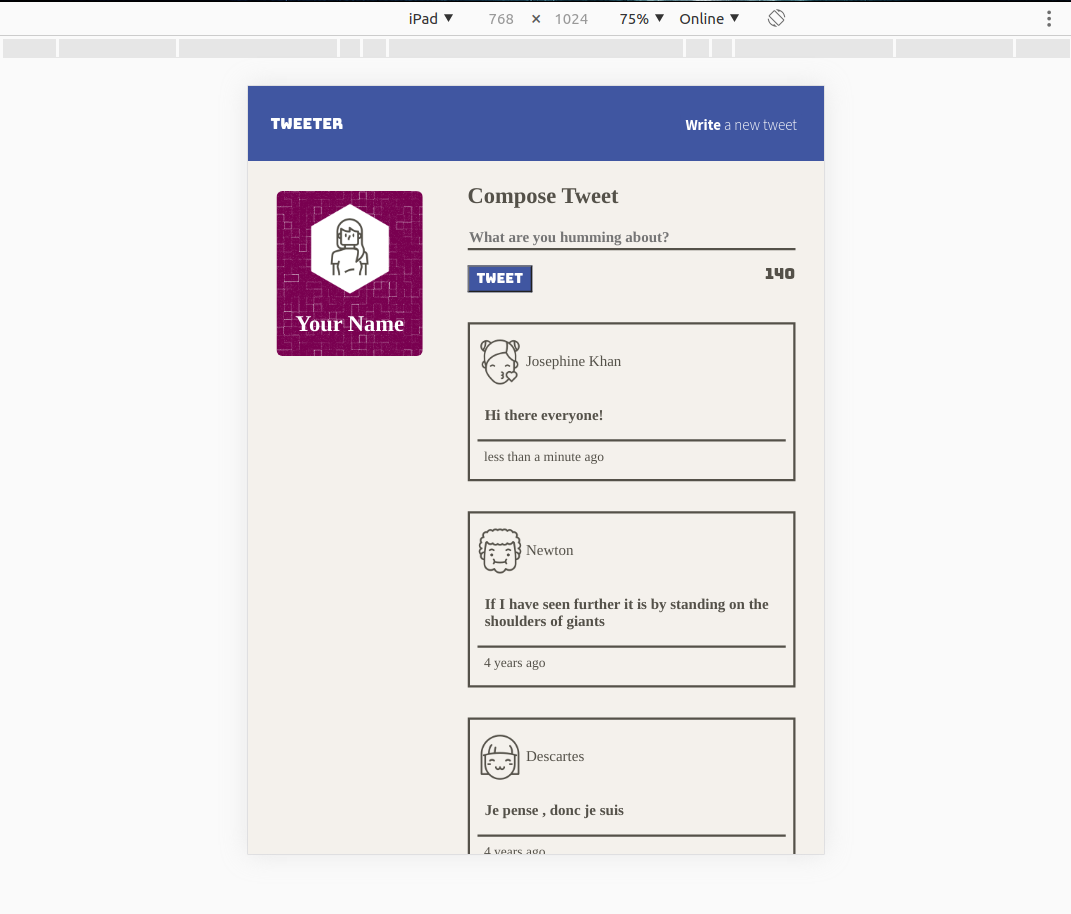 iPad ▼ 768 × 1024 75% ▼ Online ▼
TWEETER
Write a new tweet
Your Name
Compose Tweet
What are you humming about?
TWEET
140
Josephine Khan
Hi there everyone!
less than a minute ago
Newton
If I have seen further it is by standing on the
shoulders of giants
4 years ago
Descartes
Je pense , donc je suis
4 years ago